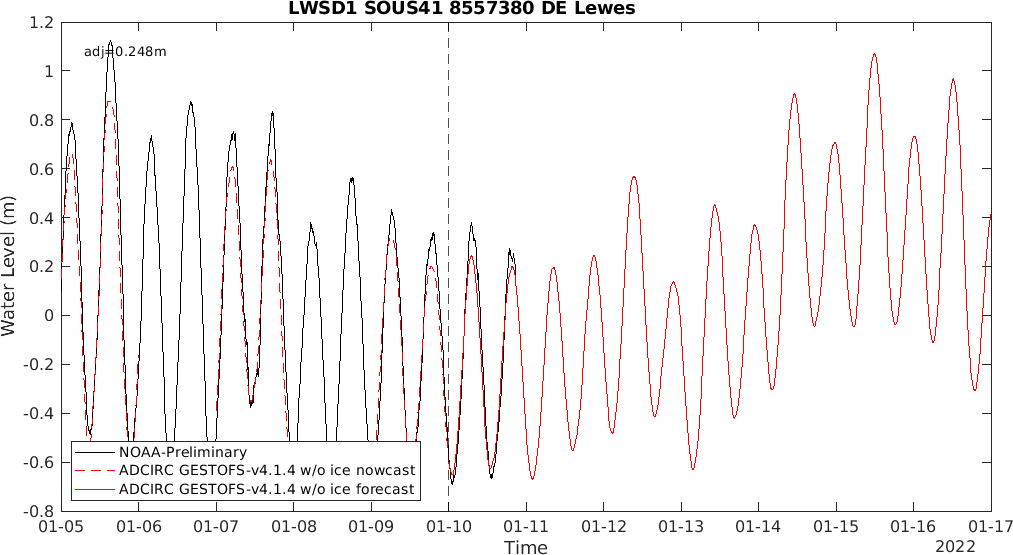 LWSD1 SOUS41 8557380 DE Lewes
adj=0.248m
1.2
1
0.8
0.6
0.4
0.2
0
-0.2
-0.4
-0.6
-0.8
Water Level (m)
NOAA-Preliminary
ADCIRC GESTOFS-v4.1.4 w/o ice nowcast
ADCIRC GESTOFS-v4.1.4 w/o ice forecast
01-05 01-06 01-07 01-08 01-09 01-10 01-11 01-12 01-13 01-14 01-15 01-16 01-17
Time
2022